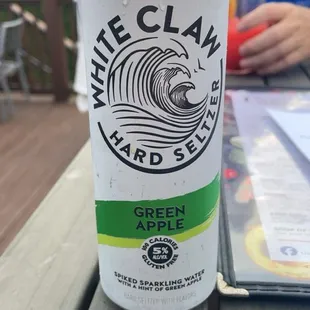 WHITE CLAW
HARD SELTZER
GREEN
APPLE
100 CALORIES
5%
ALC/VOL
GLUTEN FREE
SPIKED SPARKLING WATER
WITH A HINT OF GREEN APPLE